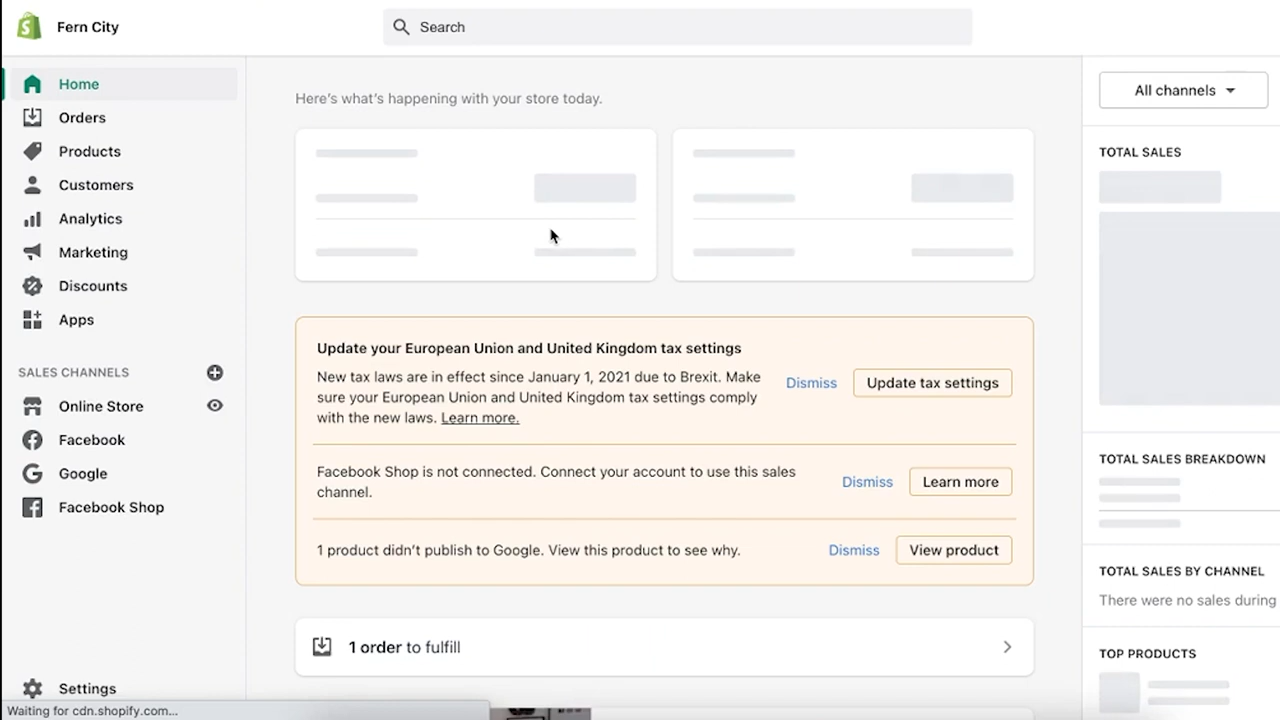 Fern City
Search
Home
Orders
Products
Customers
Analytics
Marketing
Discounts
Apps
SALES CHANNELS
Online Store
Facebook
Google
Facebook Shop
Settings
Waiting for cdn.shopify.com...
Here's what's happening with your store today.
Update your European Union and United Kingdom tax settings
New tax laws are in effect since January 1, 2021 due to Brexit. Make
sure your European Union and United Kingdom tax settings comply
with the new laws. Learn more.
Dismiss
Update tax settings
Facebook Shop is not connected. Connect your account to use this sales
channel.
Dismiss
Learn more
1 product didn't publish to Google. View this product to see why.
Dismiss
View product
1 order to fulfill
All channels
TOTAL SALES
TOTAL SALES BREAKDOWN
TOTAL SALES BY CHANNEL
There were no sales during
TOP PRODUCTS